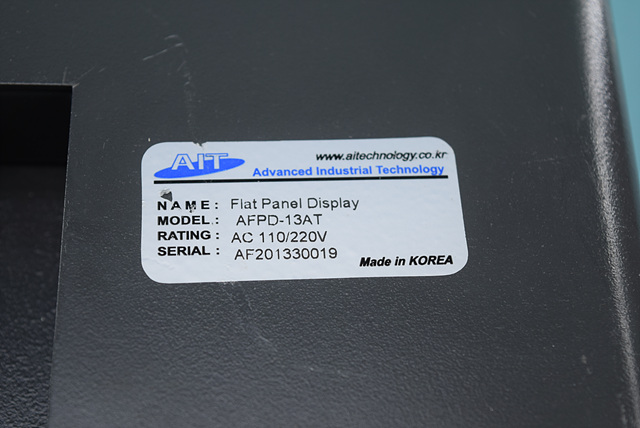 AIT
www.aitechnology.co.kr
Advanced Industrial Technology
NAME : Flat Panel Display
MODEL : AFPD-13AT
RATING : AC 110/220V
SERIAL : AF201330019
Made in KOREA